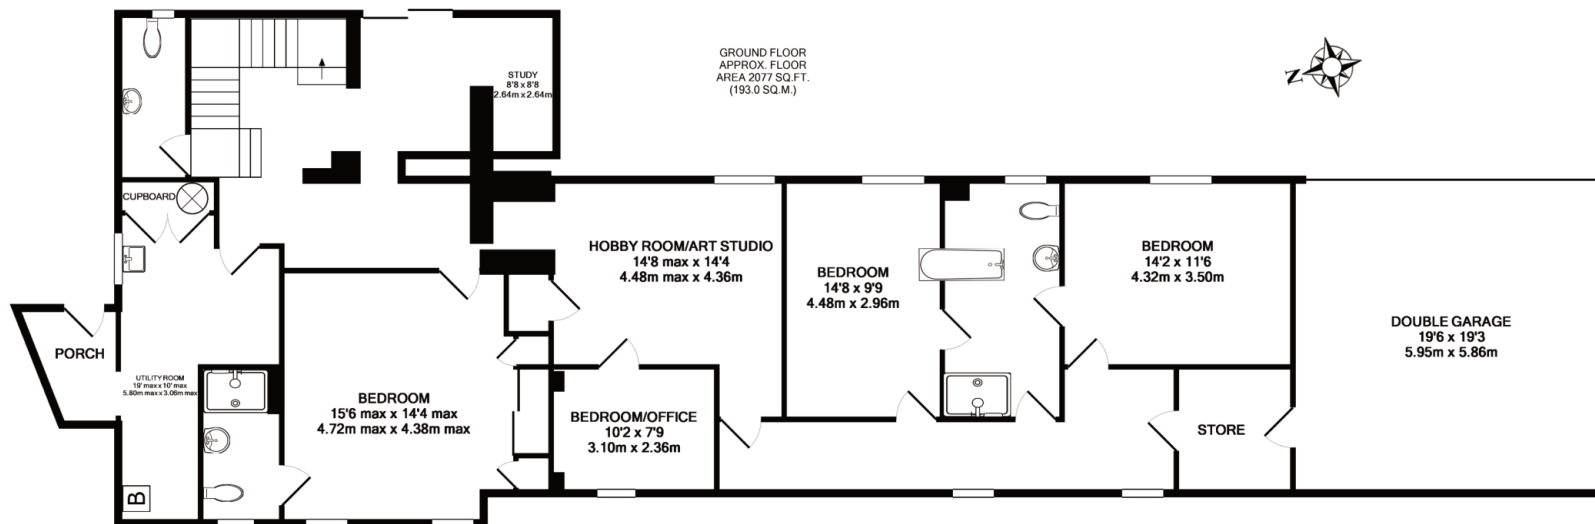 GROUND FLOOR
APPROX. FLOOR
AREA 2077 SQ.FT.
(193.0 SQ.M.)
N
STUDY
8'8 x 8'8
2.64m x 2.64m
CUPBOARD
HOBBY ROOM/ART STUDIO
14'8 max x 14'4
4.48m max x 4.36m
BEDROOM
14'8 x 9'9
4.48m x 2.96m
BEDROOM
14'2 x 11'6
4.32m x 3.50m
DOUBLE GARAGE
19'6 x 19'3
5.95m x 5.86m
PORCH
UTILITY ROOM
19' max x 10' max
5.80m max x 3.06m max
BEDROOM
15'6 max x 14'4 max
4.72m max x 4.38m max
BEDROOM/OFFICE
10'2 x 7'9
3.10m x 2.36m
STORE
B